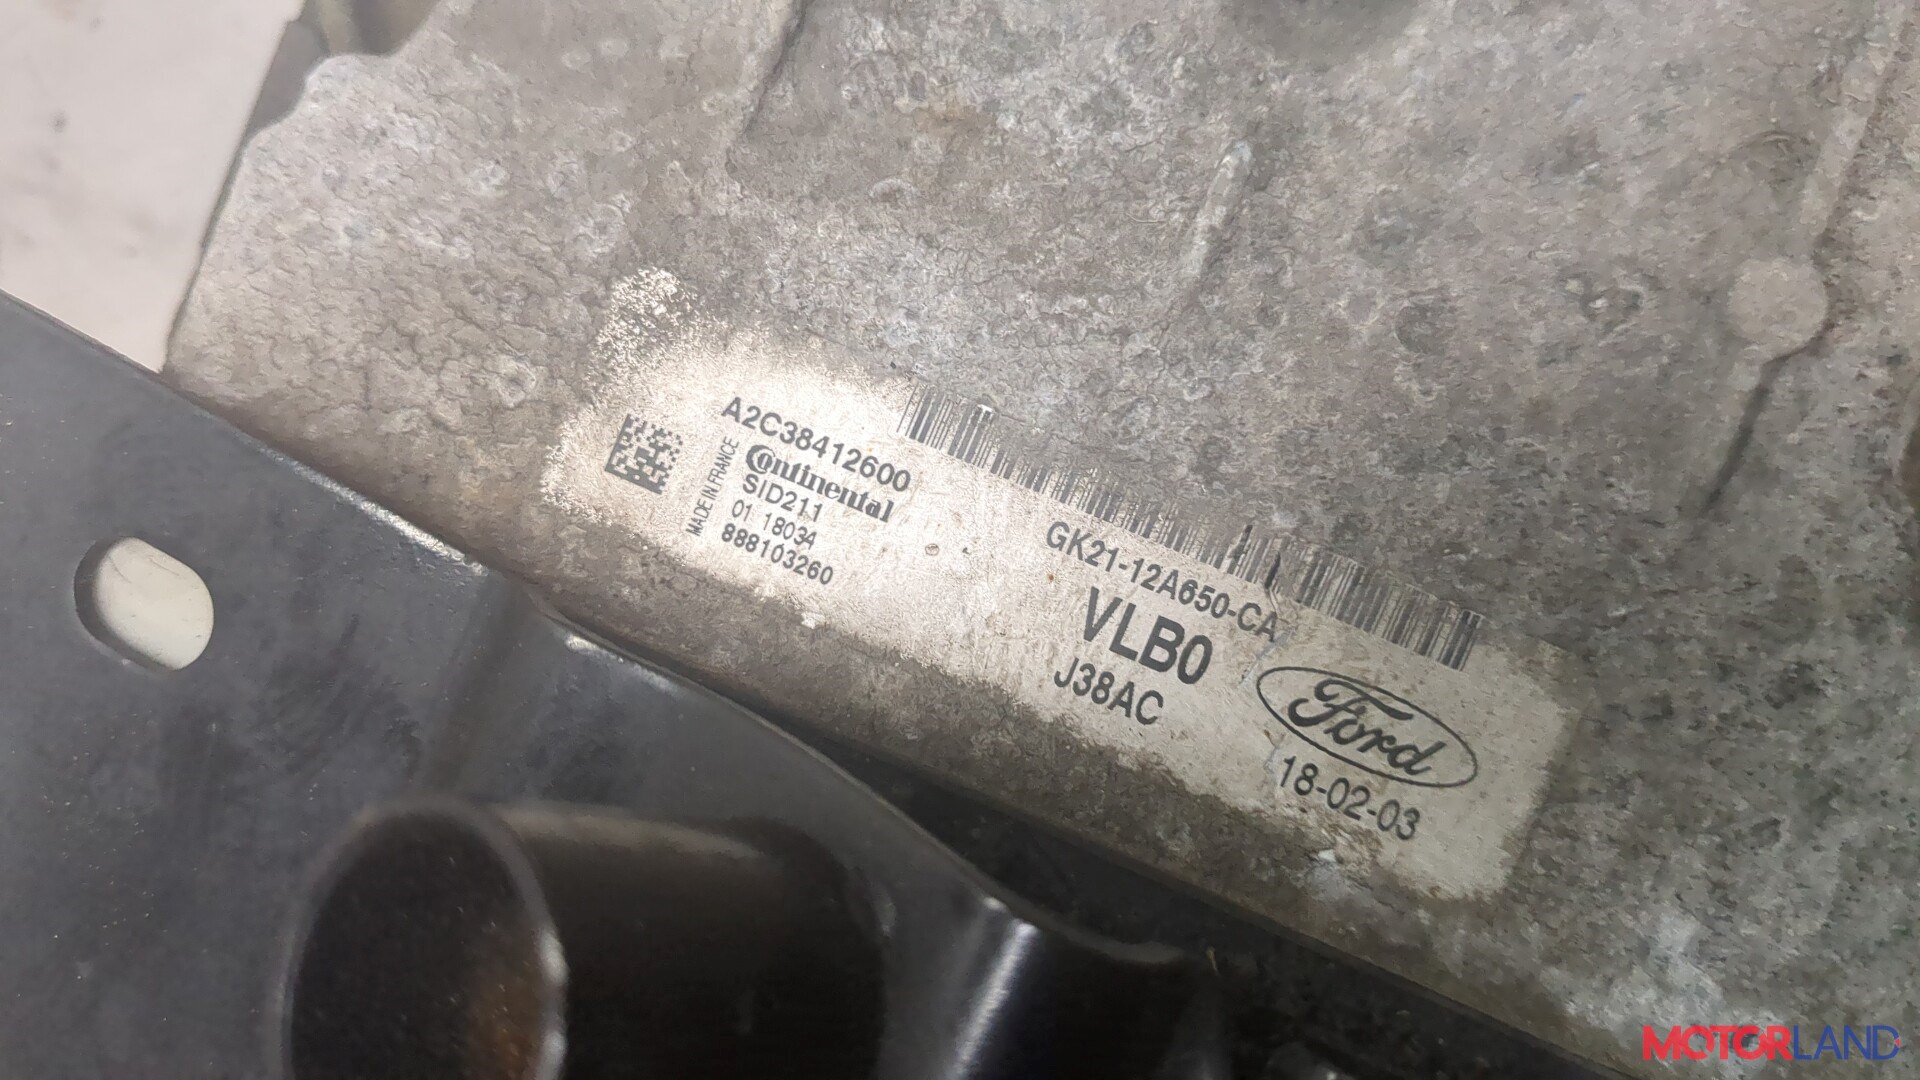 A2C38412600
Continental
SID211
01 18034
888103260
MADE IN FRANCE
GK21-12A650-CA
VLB0
J38AC
Ford
18-02-03
MOTORLAND